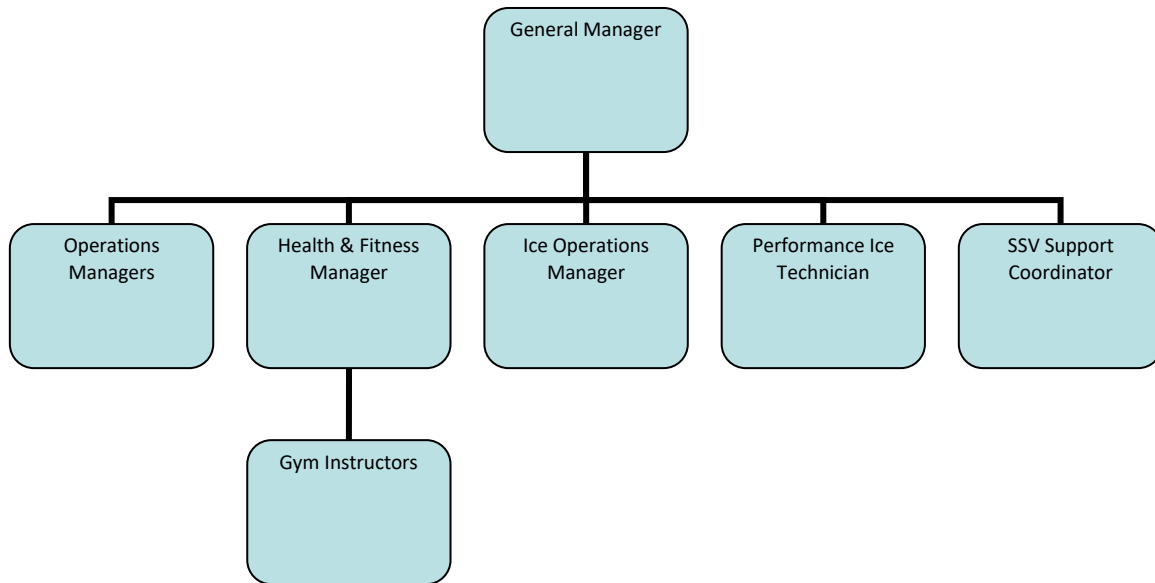 General Manager
Operations
Managers
Health & Fitness
Manager
Ice Operations
Manager
Performance Ice
Technician
SSV Support
Coordinator
Gym Instructors